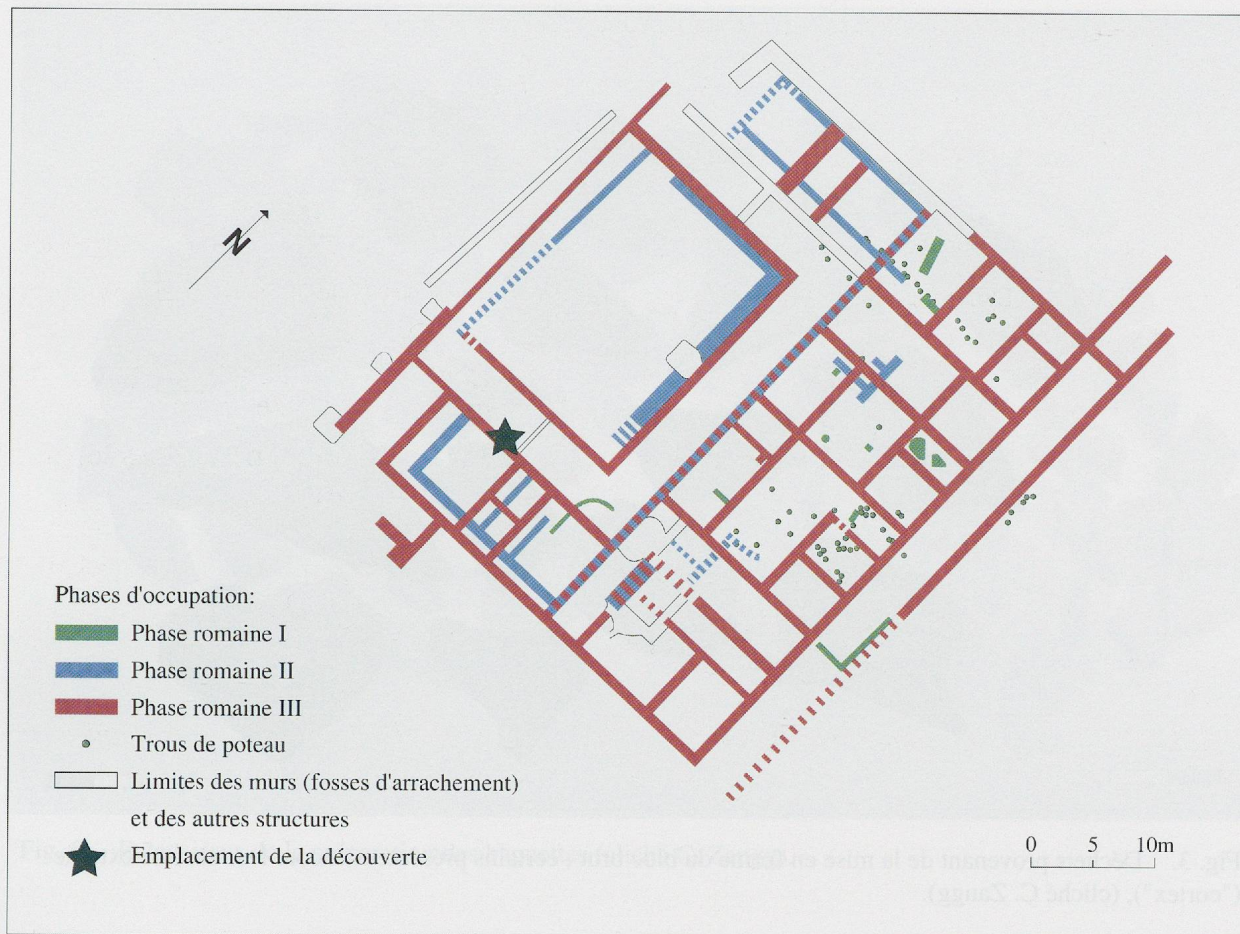 N
Phases d'occupation:
Phase romaine I
Phase romaine II
Phase romaine III
Trous de poteau
Limites des murs (fosses d'arrachement)
et des autres structures
Emplacement de la découverte
0 5 10m